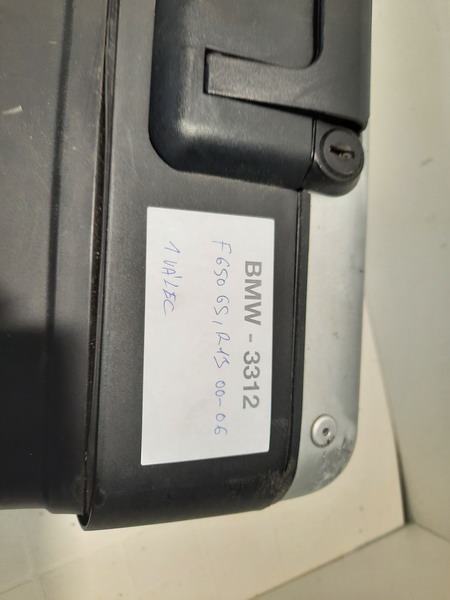 BMW - 3312
F650 GS, R13 00-06
1 VÁLEC